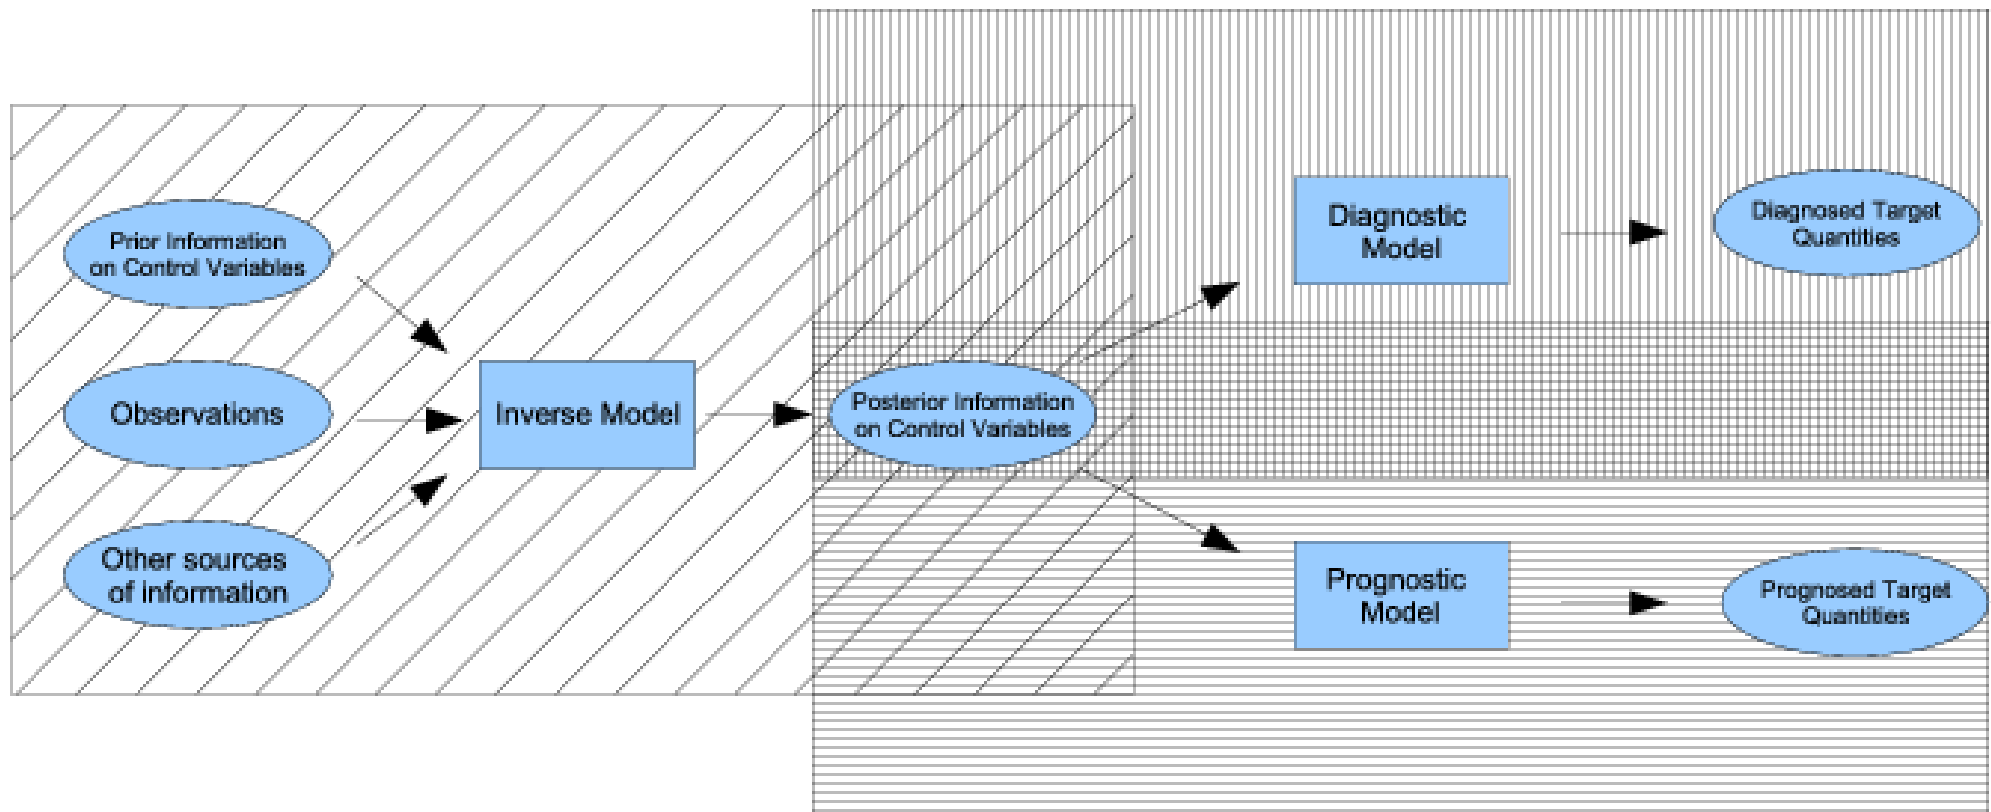 Prior Information
on Control Variables
Observations
Other sources
of information
Inverse Model
Posterior Information
on Control Variables
Diagnostic
Model
Diagnosed Target
Quantities
Prognostic
Model
Prognosed Target
Quantities